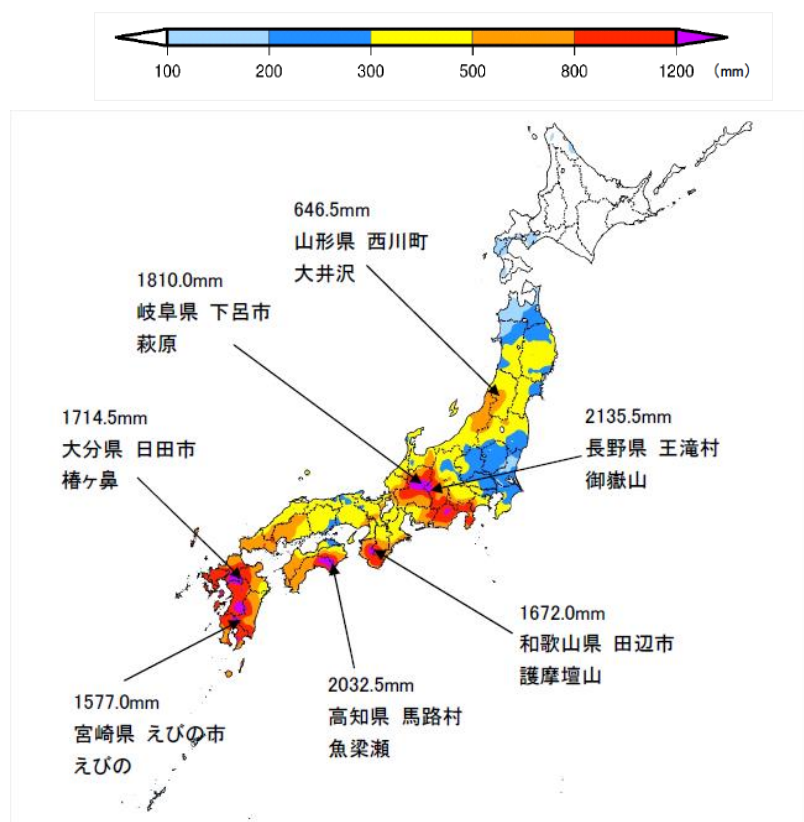 100 200 300 500 800 1200 (mm)
646.5mm
山形県 西川町
大井沢
1810.0mm
岐阜県 下呂市
萩原
1714.5mm
大分県 日田市
椿ヶ鼻
2135.5mm
長野県 王滝村
御嶽山
1672.0mm
和歌山県 田辺市
護摩壇山
2032.5mm
高知県 馬路村
魚梁瀬
1577.0mm
宮崎県 えびの市
えびの